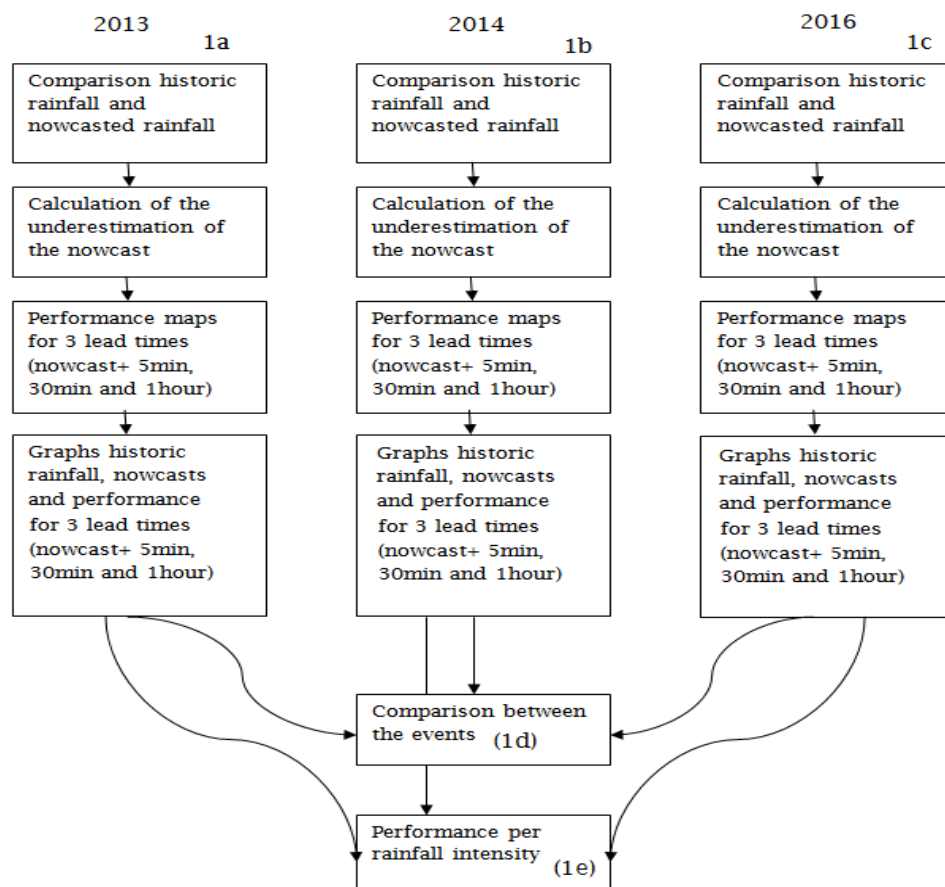 2013
1a
Comparison historic
rainfall and
nowcasted rainfall
Calculation of the
underestimation of
the nowcast
Performance maps
for 3 lead times
(nowcast+ 5min,
30min and 1hour)
Graphs historic
rainfall, nowcasts
and performance
for 3 lead times
(nowcast+ 5min,
30min and 1hour)
2014
1b
Comparison historic
rainfall and
nowcasted rainfall
Calculation of the
underestimation of
the nowcast
Performance maps
for 3 lead times
(nowcast+ 5min,
30min and 1hour)
Graphs historic
rainfall, nowcasts
and performance
for 3 lead times
(nowcast+ 5min,
30min and 1hour)
2016
1c
Comparison historic
rainfall and
nowcasted rainfall
Calculation of the
underestimation of
the nowcast
Performance maps
for 3 lead times
(nowcast+ 5min,
30min and 1hour)
Graphs historic
rainfall, nowcasts
and performance
for 3 lead times
(nowcast+ 5min,
30min and 1hour)
Comparison between
the events (1d)
Performance per
rainfall intensity
(1e)